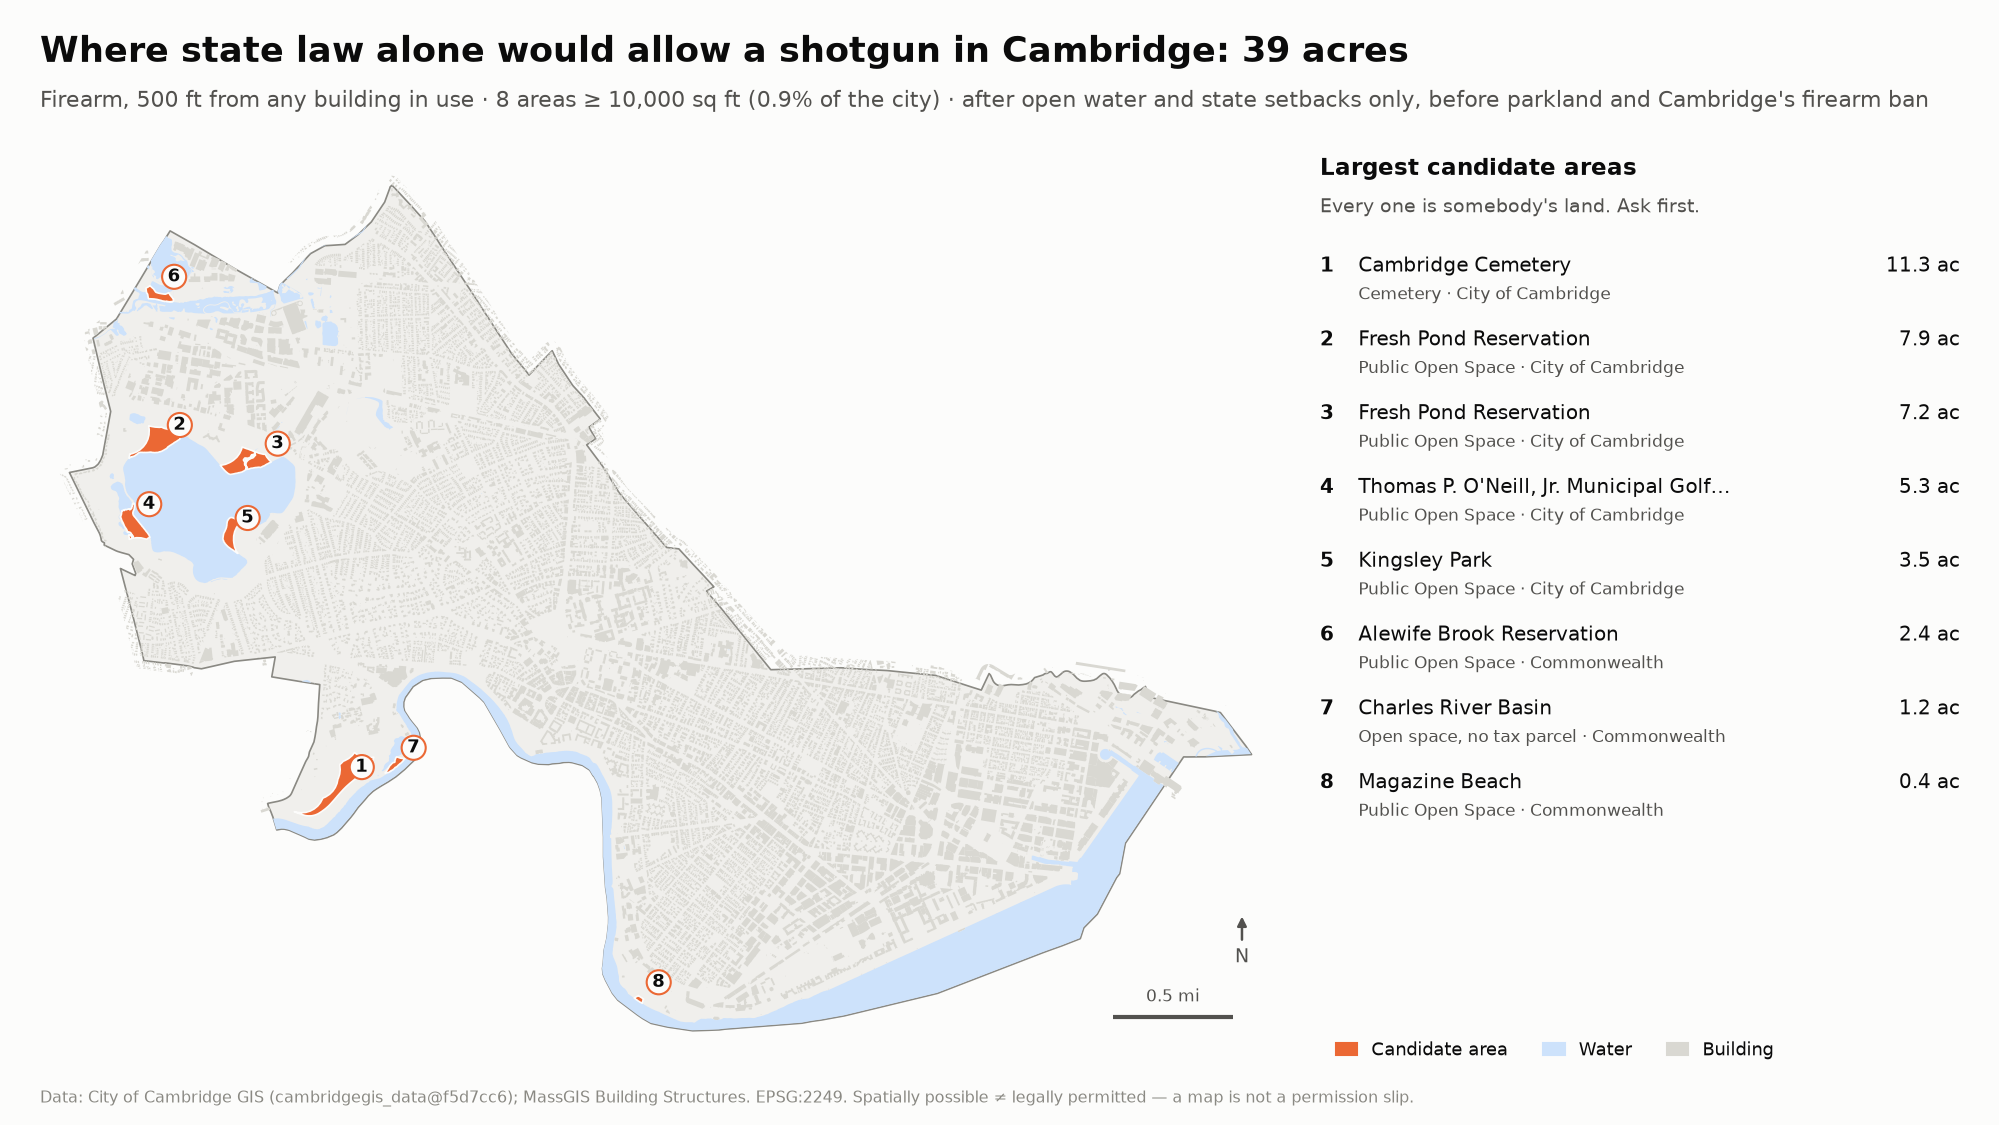 Where state law alone would allow a shotgun in Cambridge: 39 acres
Firearm, 500 ft from any building in use · 8 areas ≥ 10,000 sq ft (0.9% of the city) · after open water and state setbacks only, before parkland and Cambridge's firearm ban
Largest candidate areas
Every one is somebody's land. Ask first.
1 Cambridge Cemetery 11.3 ac
Cemetery · City of Cambridge
2 Fresh Pond Reservation 7.9 ac
Public Open Space · City of Cambridge
3 Fresh Pond Reservation 7.2 ac
Public Open Space · City of Cambridge
4 Thomas P. O'Neill, Jr. Municipal Golf… 5.3 ac
Public Open Space · City of Cambridge
5 Kingsley Park 3.5 ac
Public Open Space · City of Cambridge
6 Alewife Brook Reservation 2.4 ac
Public Open Space · Commonwealth
7 Charles River Basin 1.2 ac
Open space, no tax parcel · Commonwealth
8 Magazine Beach 0.4 ac
Public Open Space · Commonwealth
6
2
3
4
5
7
1
8
N
0.5 mi
Candidate area Water Building
Data: City of Cambridge GIS (cambridgegis_data@f5d7cc6); MassGIS Building Structures. EPSG:2249. Spatially possible ≠ legally permitted — a map is not a permission slip.